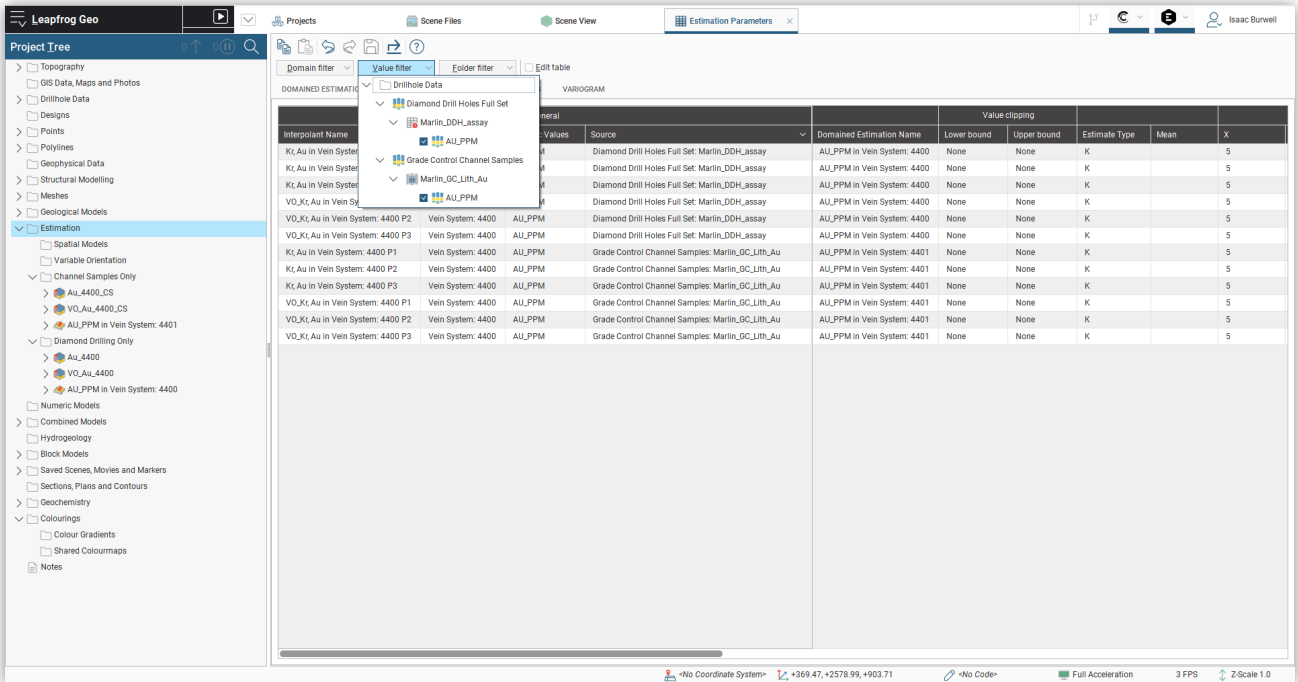 Leapfrog Geo
Projects
Scene Files
Scene View
Estimation Parameters
Isaac Burwell
Project Tree
0
0
Topography
GIS Data, Maps and Photos
Drillhole Data
Designs
Points
Polylines
Geophysical Data
Structural Modelling
Meshes
Geological Models
Estimation
Spatial Models
Variable Orientation
Channel Samples Only
Au_4400_CS
VO_Au_4400_CS
AU_PPM in Vein System: 4401
Diamond Drilling Only
Au_4400
VO_Au_4400
AU_PPM in Vein System: 4400
Numeric Models
Combined Models
Hydrogeology
Block Models
Saved Scenes, Movies and Markers
Sections, Plans and Contours
Geochemistry
Colourings
Colour Gradients
Shared Colourmaps
Notes
Domain filter
Value filter
Folder filter
Edit table
DOMAINED ESTIMATIO
VARIOGRAM
Drillhole Data
Diamond Drill Holes Full Set
Marlin_DDH_assay
AU_PPM
Grade Control Channel Samples
Marlin_GC_Lith_Au
AU_PPM
eneral
Value clipping
Interpolant Name
Values
Source
Domained Estimation Name
Lower bound
Upper bound
Estimate Type
Mean
X
Kr, Au in Vein Syster
M
Diamond Drill Holes Full Set: Marlin_DDH_assay
AU_PPM in Vein System: 4400
None
None
K
5
Kr, Au in Vein Syster
M
Diamond Drill Holes Full Set: Marlin_DDH_assay
AU_PPM in Vein System: 4400
None
None
K
5
Kr, Au in Vein Syster
M
Diamond Drill Holes Full Set: Marlin_DDH_assay
AU_PPM in Vein System: 4400
None
None
K
5
VO_Kr, Au in Vein Sy
M
Diamond Drill Holes Full Set: Marlin_DDH_assay
AU_PPM in Vein System: 4400
None
None
K
5
VO_Kr, Au in Vein System: 4400 P2
Vein System: 4400
AU_PPM
Diamond Drill Holes Full Set: Marlin_DDH_assay
AU_PPM in Vein System: 4400
None
None
K
5
VO_Kr, Au in Vein System: 4400 P3
Vein System: 4400
AU_PPM
Diamond Drill Holes Full Set: Marlin_DDH_assay
AU_PPM in Vein System: 4400
None
None
K
5
Kr, Au in Vein System: 4400 P1
Vein System: 4400
AU_PPM
Grade Control Channel Samples: Marlin_GC_Lith_Au
AU_PPM in Vein System: 4401
None
None
K
5
Kr, Au in Vein System: 4400 P2
Vein System: 4400
AU_PPM
Grade Control Channel Samples: Marlin_GC_Lith_Au
AU_PPM in Vein System: 4401
None
None
K
5
Kr, Au in Vein System: 4400 P3
Vein System: 4400
AU_PPM
Grade Control Channel Samples: Marlin_GC_Lith_Au
AU_PPM in Vein System: 4401
None
None
K
5
VO_Kr, Au in Vein System: 4400 P1
Vein System: 4400
AU_PPM
Grade Control Channel Samples: Marlin_GC_Lith_Au
AU_PPM in Vein System: 4401
None
None
K
5
VO_Kr, Au in Vein System: 4400 P2
Vein System: 4400
AU_PPM
Grade Control Channel Samples: Marlin_GC_Lith_Au
AU_PPM in Vein System: 4401
None
None
K
5
VO_Kr, Au in Vein System: 4400 P3
Vein System: 4400
AU_PPM
Grade Control Channel Samples: Marlin_GC_Lith_Au
AU_PPM in Vein System: 4401
None
None
K
5
<No Coordinate System>
+369.47, +2578.99, +903.71
<No Code>
Full Acceleration
3 FPS
Z-Scale 1.0